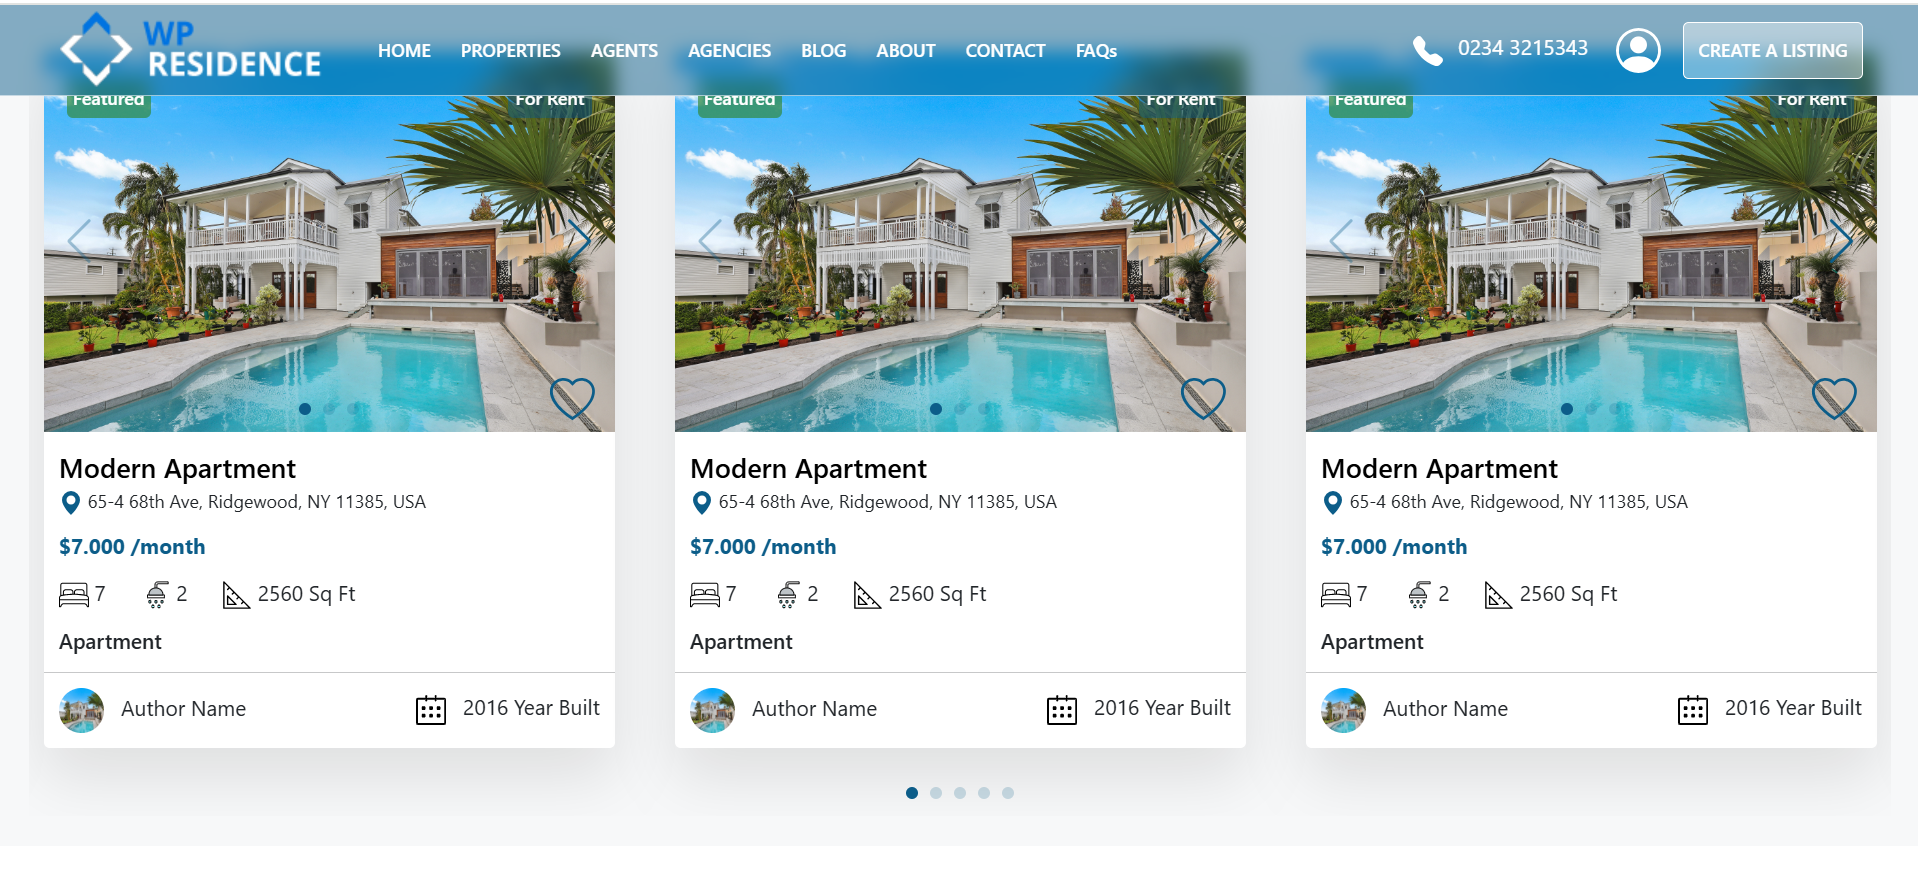 WP
RESIDENCE
HOME PROPERTIES AGENTS AGENCIES BLOG ABOUT CONTACT FAQs
0234 3215343
CREATE A LISTING
Featured For Rent
Featured For Rent
Featured For Rent
Modern Apartment
65-4 68th Ave, Ridgewood, NY 11385, USA
$7.000 /month
7 2 2560 Sq Ft
Apartment
Author Name 2016 Year Built
Modern Apartment
65-4 68th Ave, Ridgewood, NY 11385, USA
$7.000 /month
7 2 2560 Sq Ft
Apartment
Author Name 2016 Year Built
Modern Apartment
65-4 68th Ave, Ridgewood, NY 11385, USA
$7.000 /month
7 2 2560 Sq Ft
Apartment
Author Name 2016 Year Built